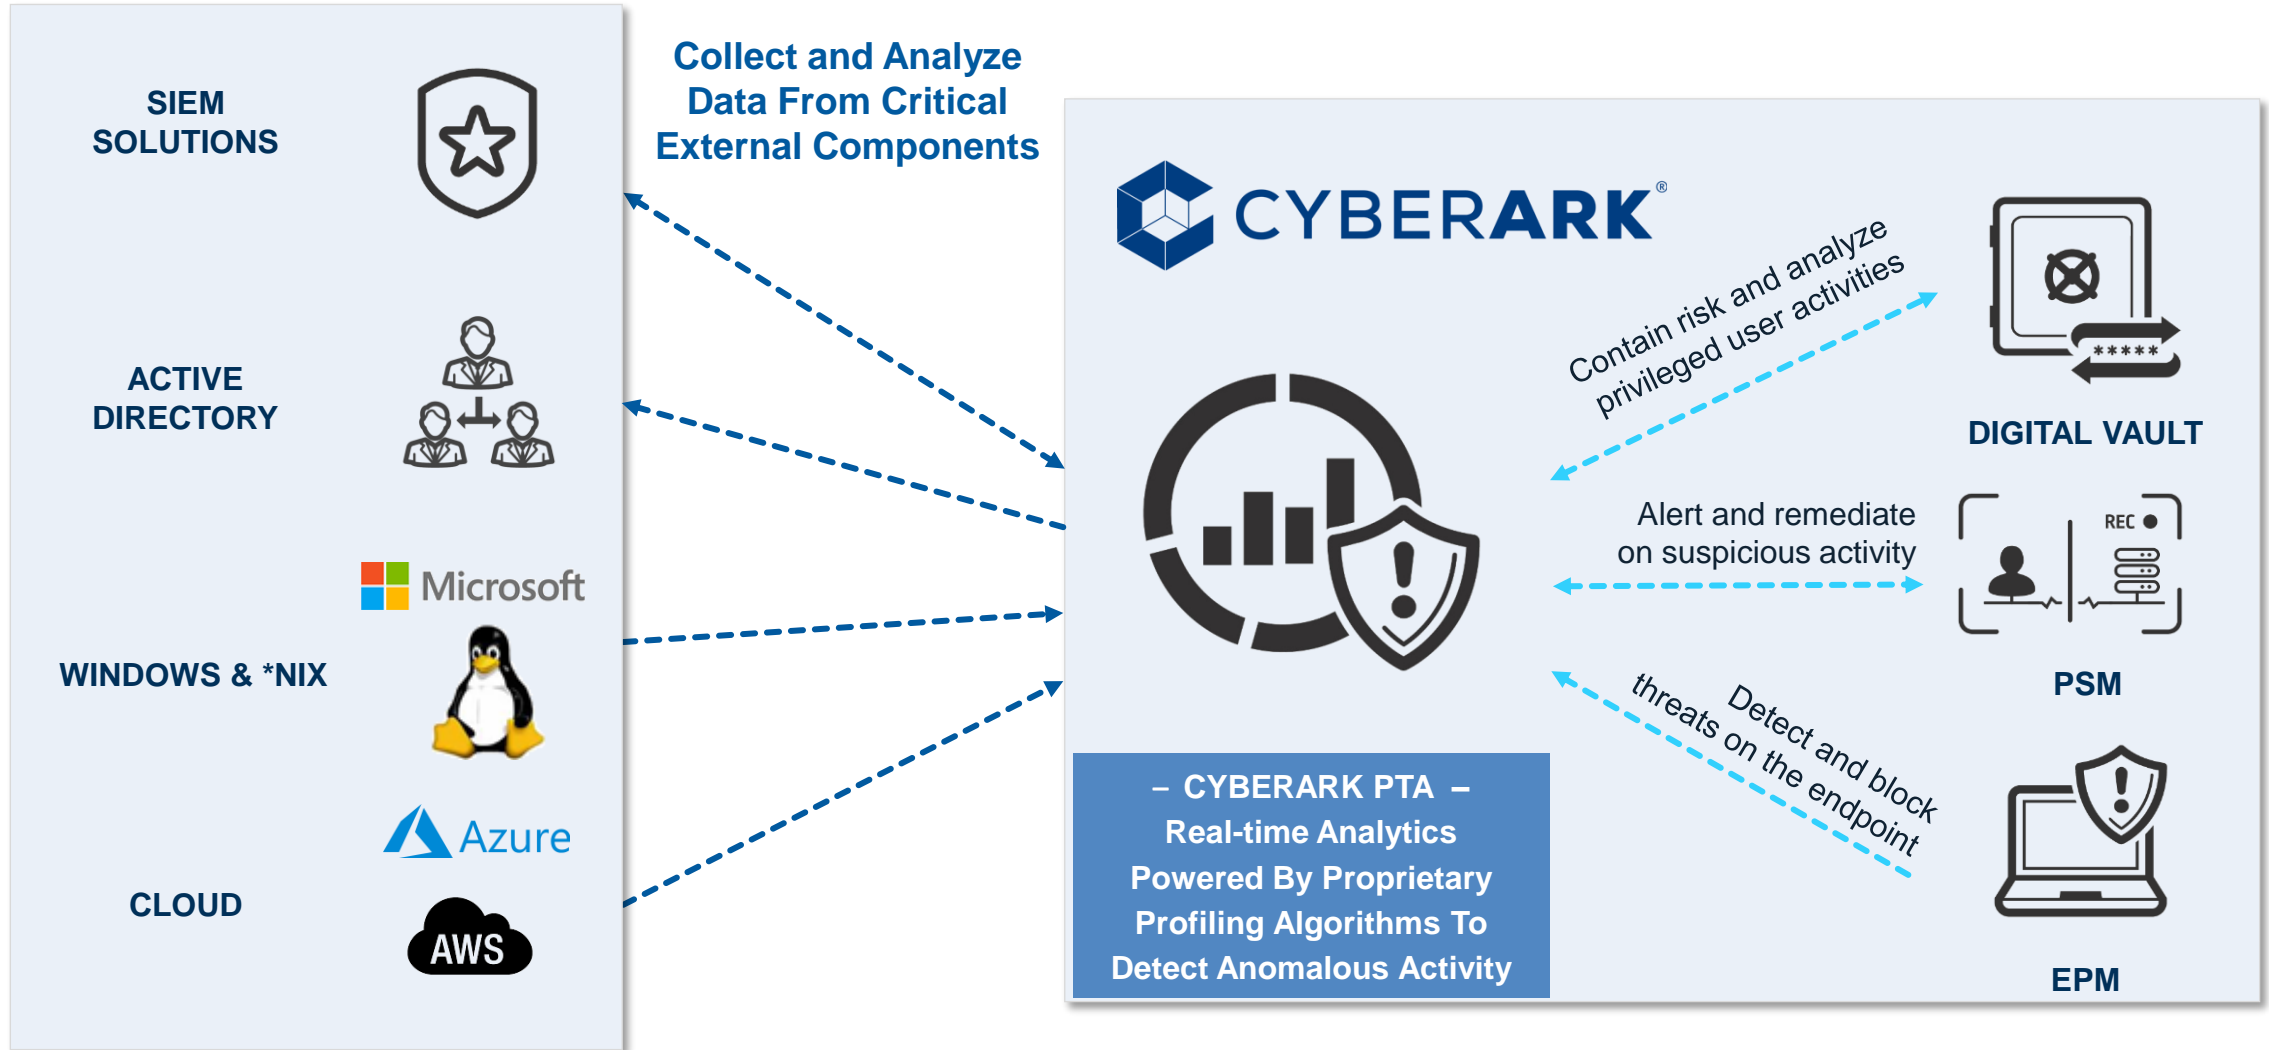 SIEM
SOLUTIONS
ACTIVE
DIRECTORY
Microsoft
WINDOWS & *NIX
Azure
CLOUD
AWS
Collect and Analyze
Data From Critical
External Components
CYBERARK®
– CYBERARK PTA –
Real-time Analytics
Powered By Proprietary
Profiling Algorithms To
Detect Anomalous Activity
Contain risk and analyze
privileged user activities
*****
DIGITAL VAULT
Alert and remediate
on suspicious activity
REC
PSM
Detect and block
threats on the endpoint
EPM